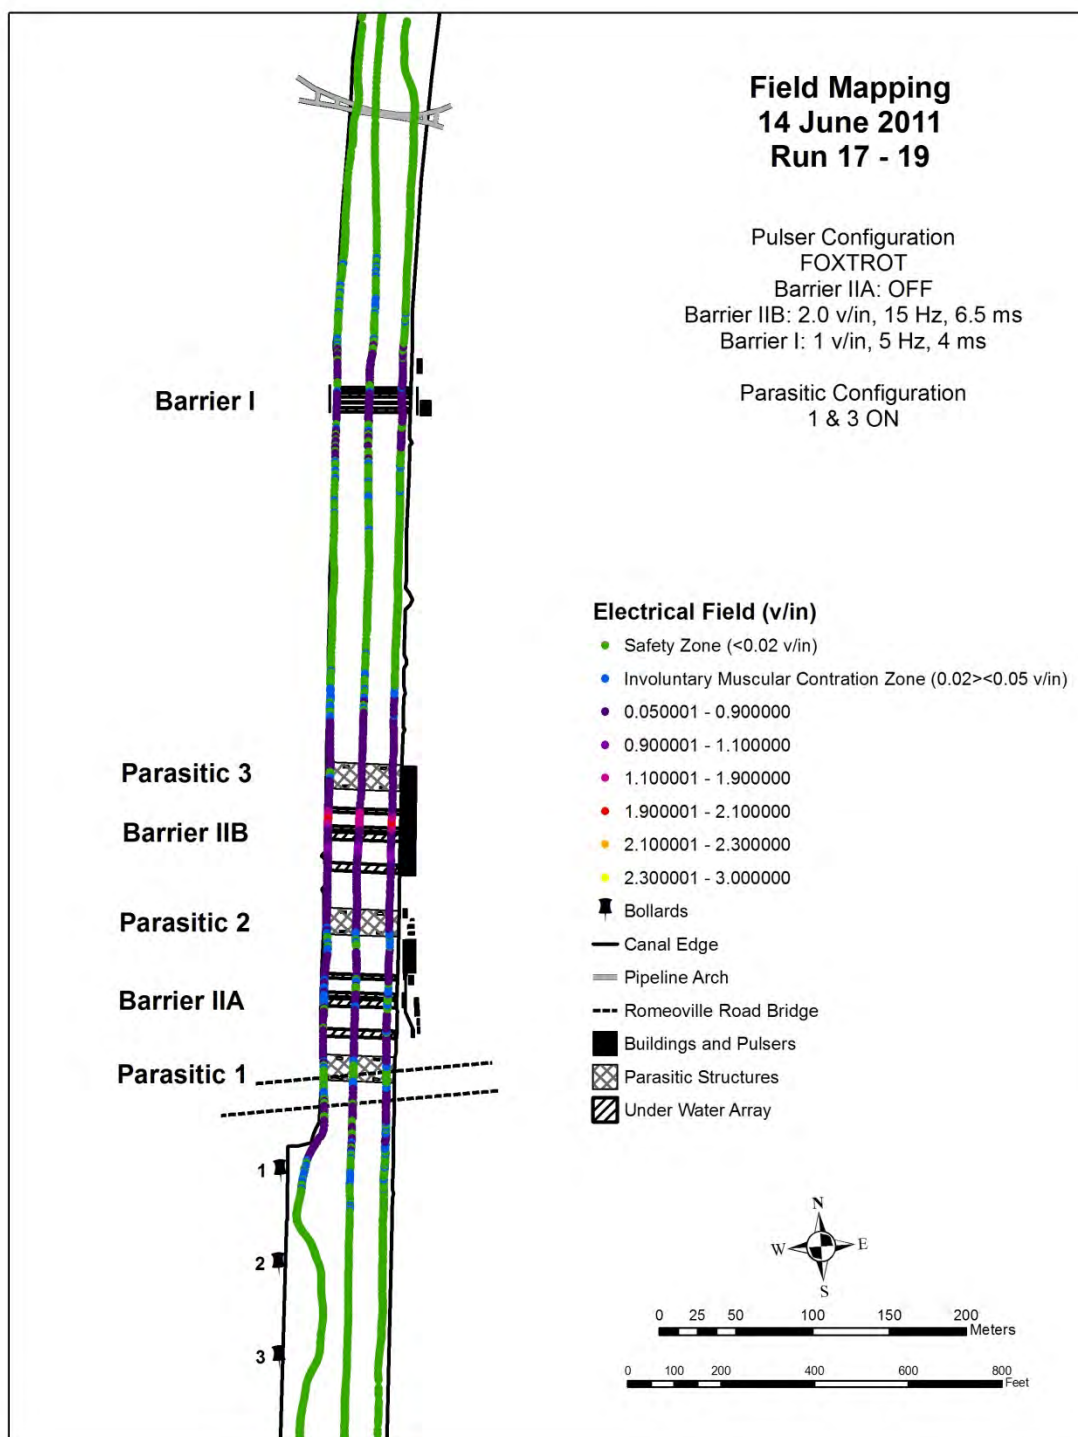 Field Mapping
14 June 2011
Run 17 - 19
Pulser Configuration
FOXTROT
Barrier IIA: OFF
Barrier IIB: 2.0 v/in, 15 Hz, 6.5 ms
Barrier I: 1 v/in, 5 Hz, 4 ms
Parasitic Configuration
1 & 3 ON
Barrier I
Parasitic 3
Barrier IIB
Parasitic 2
Barrier IIA
Parasitic 1
1
2
3
Electrical Field (v/in)
Safety Zone (<0.02 v/in)
Involuntary Muscular Contration Zone (0.02><0.05 v/in)
0.050001 - 0.900000
0.900001 - 1.100000
1.100001 - 1.900000
1.900001 - 2.100000
2.100001 - 2.300000
2.300001 - 3.000000
Bollards
Canal Edge
Pipeline Arch
Romeoville Road Bridge
Buildings and Pulsers
Parasitic Structures
Under Water Array
N
W E
S
0 25 50 100 150 200
Meters
0 100 200 400 600 800
Feet